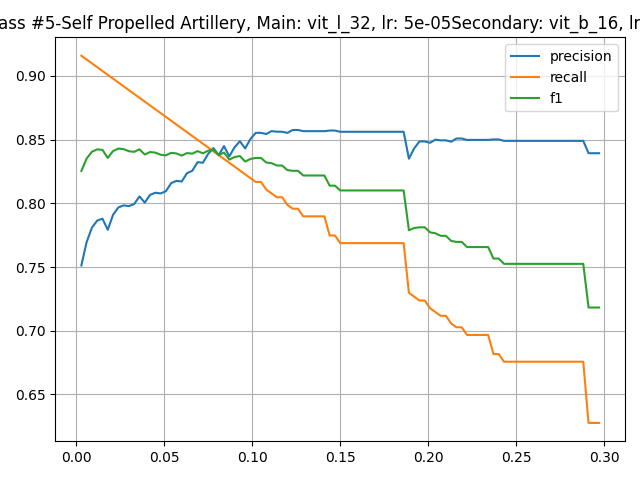 ass #5-Self Propelled Artillery, Main: vit_l_32, lr: 5e-05Secondary: vit_b_16, lr
precision
recall
f1
0.90
0.85
0.80
0.75
0.70
0.65
0.00 0.05 0.10 0.15 0.20 0.25 0.30